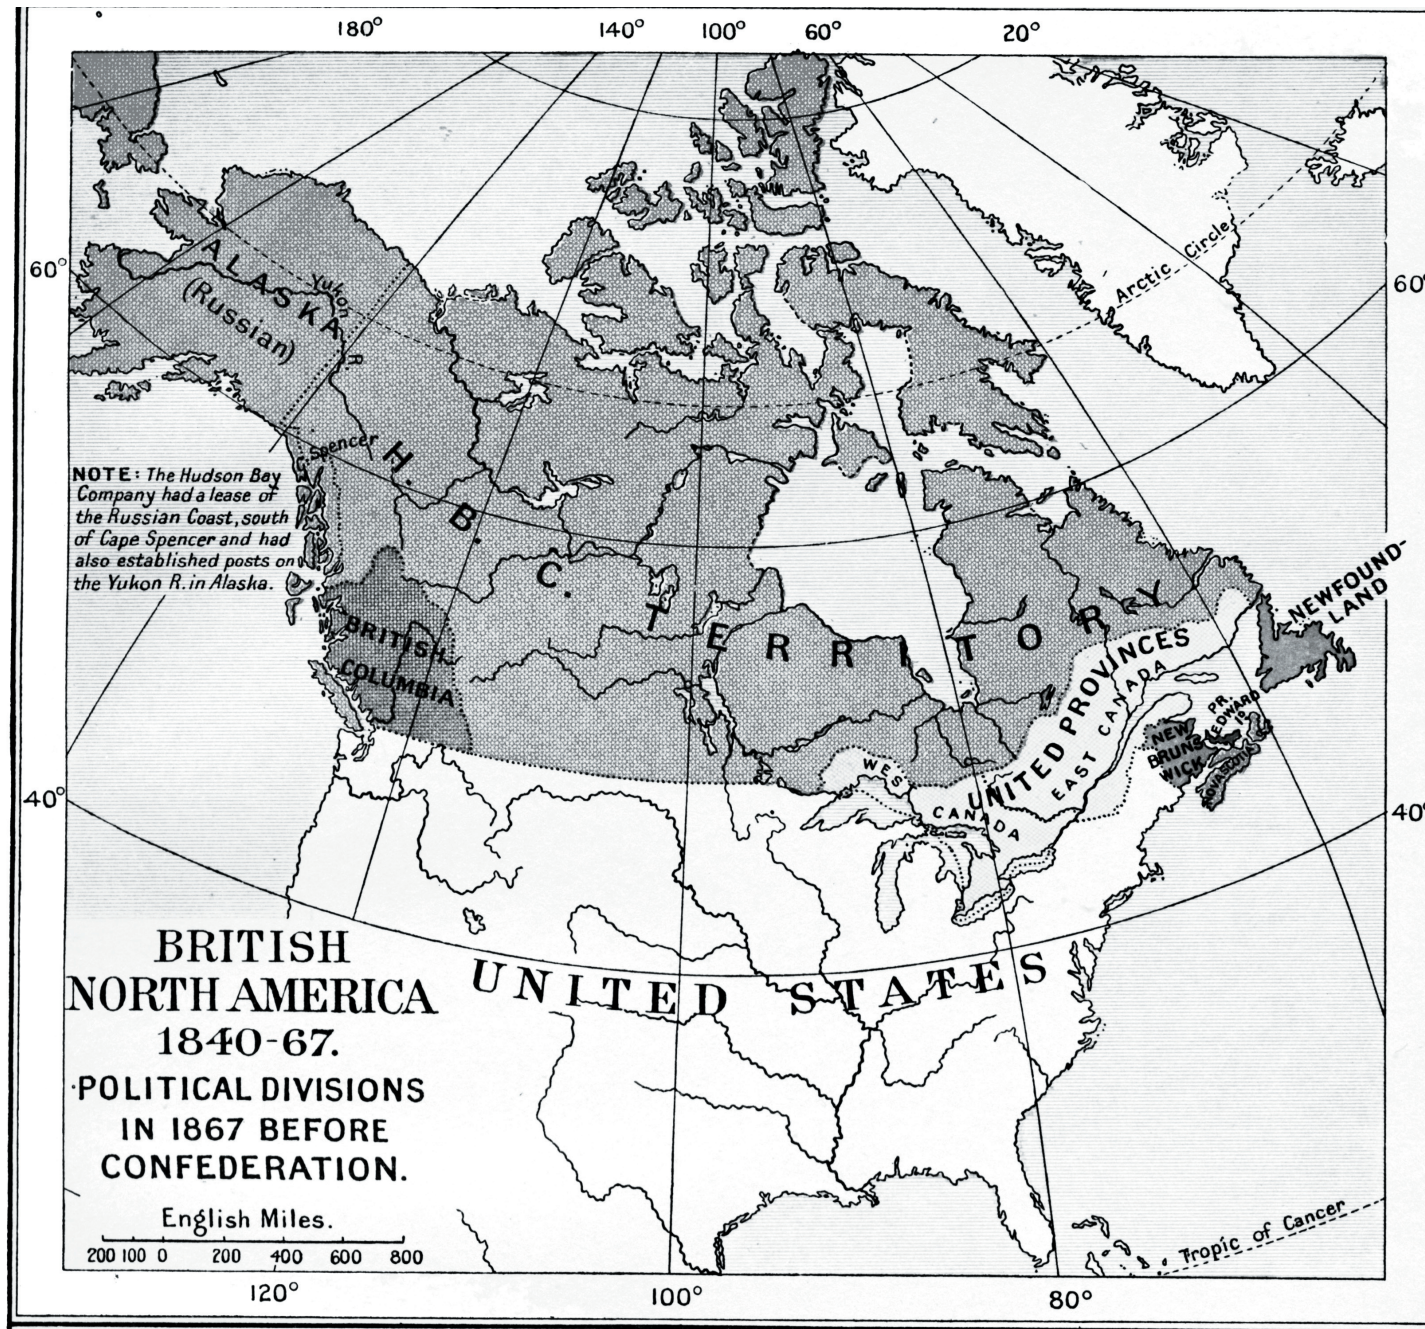 180°
140°
100°
60°
20°
60°
60°
40°
40°
ALASKA
(Russian)
Yukon
R
Arctic Circle
Spencer
NOTE: The Hudson Bay
Company had a lease of
the Russian Coast, south
of Cape Spencer and had
also established posts on
the Yukon R. in Alaska.
H. B. C. TERRITORY
BRITISH
COLUMBIA
NEWFOUND-
LAND
UNITED PROVINCES
EAST CANADA
WEST
CANADA
PR.
EDWARD
IS
NEW
BRUNS
WICK
NOVA SCOTIA
UNITED STATES
BRITISH
NORTH AMERICA
1840-67.
POLITICAL DIVISIONS
IN 1867 BEFORE
CONFEDERATION.
English Miles.
200 100 0 200 400 600 800
Tropic of Cancer
120°
100°
80°